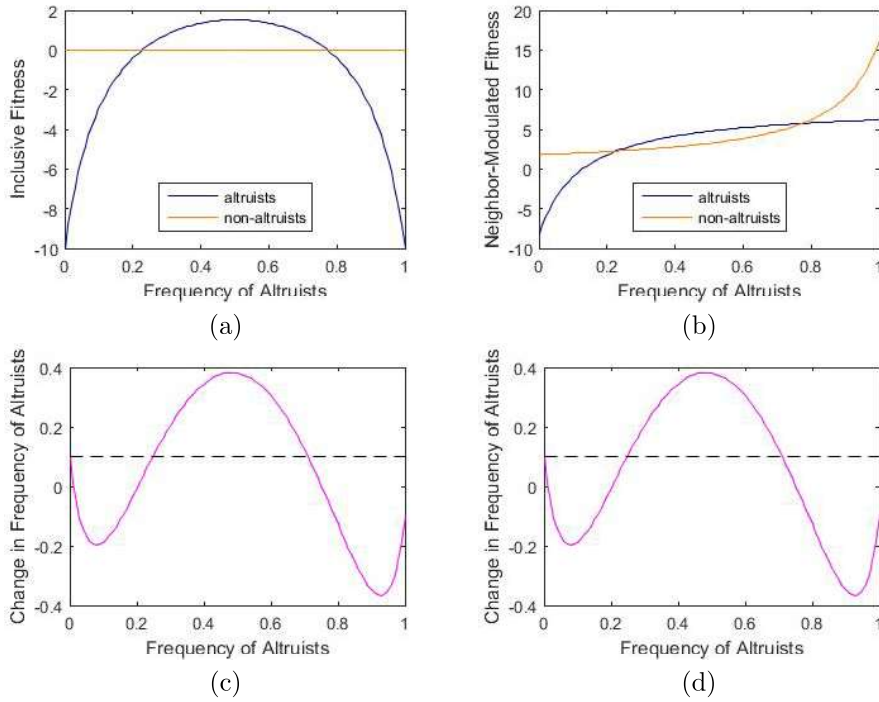 2
0
-2
-4
-6
-8
-10
Inclusive Fitness
altruists
non-altruists
0 0.2 0.4 0.6 0.8 1
Frequency of Altruists
(a)
20
15
10
5
0
-5
-10
Neighbor-Modulated Fitness
altruists
non-altruists
0 0.2 0.4 0.6 0.8 1
Frequency of Altruists
(b)
0.4
0.2
0
-0.2
-0.4
Change in Frequency of Altruists
0 0.2 0.4 0.6 0.8 1
Frequency of Altruists
(c)
0.4
0.2
0
-0.2
-0.4
Change in Frequency of Altruists
0 0.2 0.4 0.6 0.8 1
Frequency of Altruists
(d)